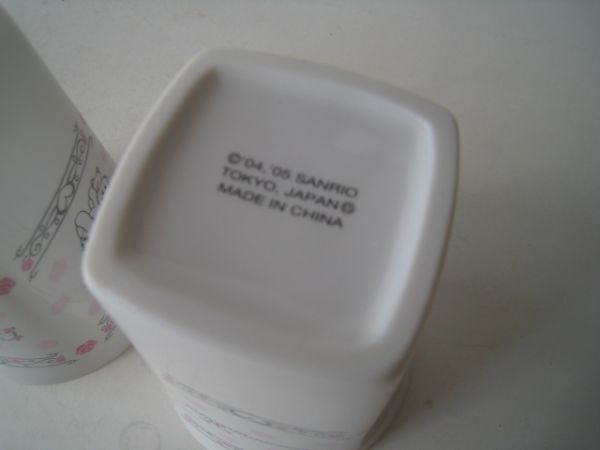 ©'04, '05 SANRIO
TOKYO, JAPAN Ⓛ
MADE IN CHINA